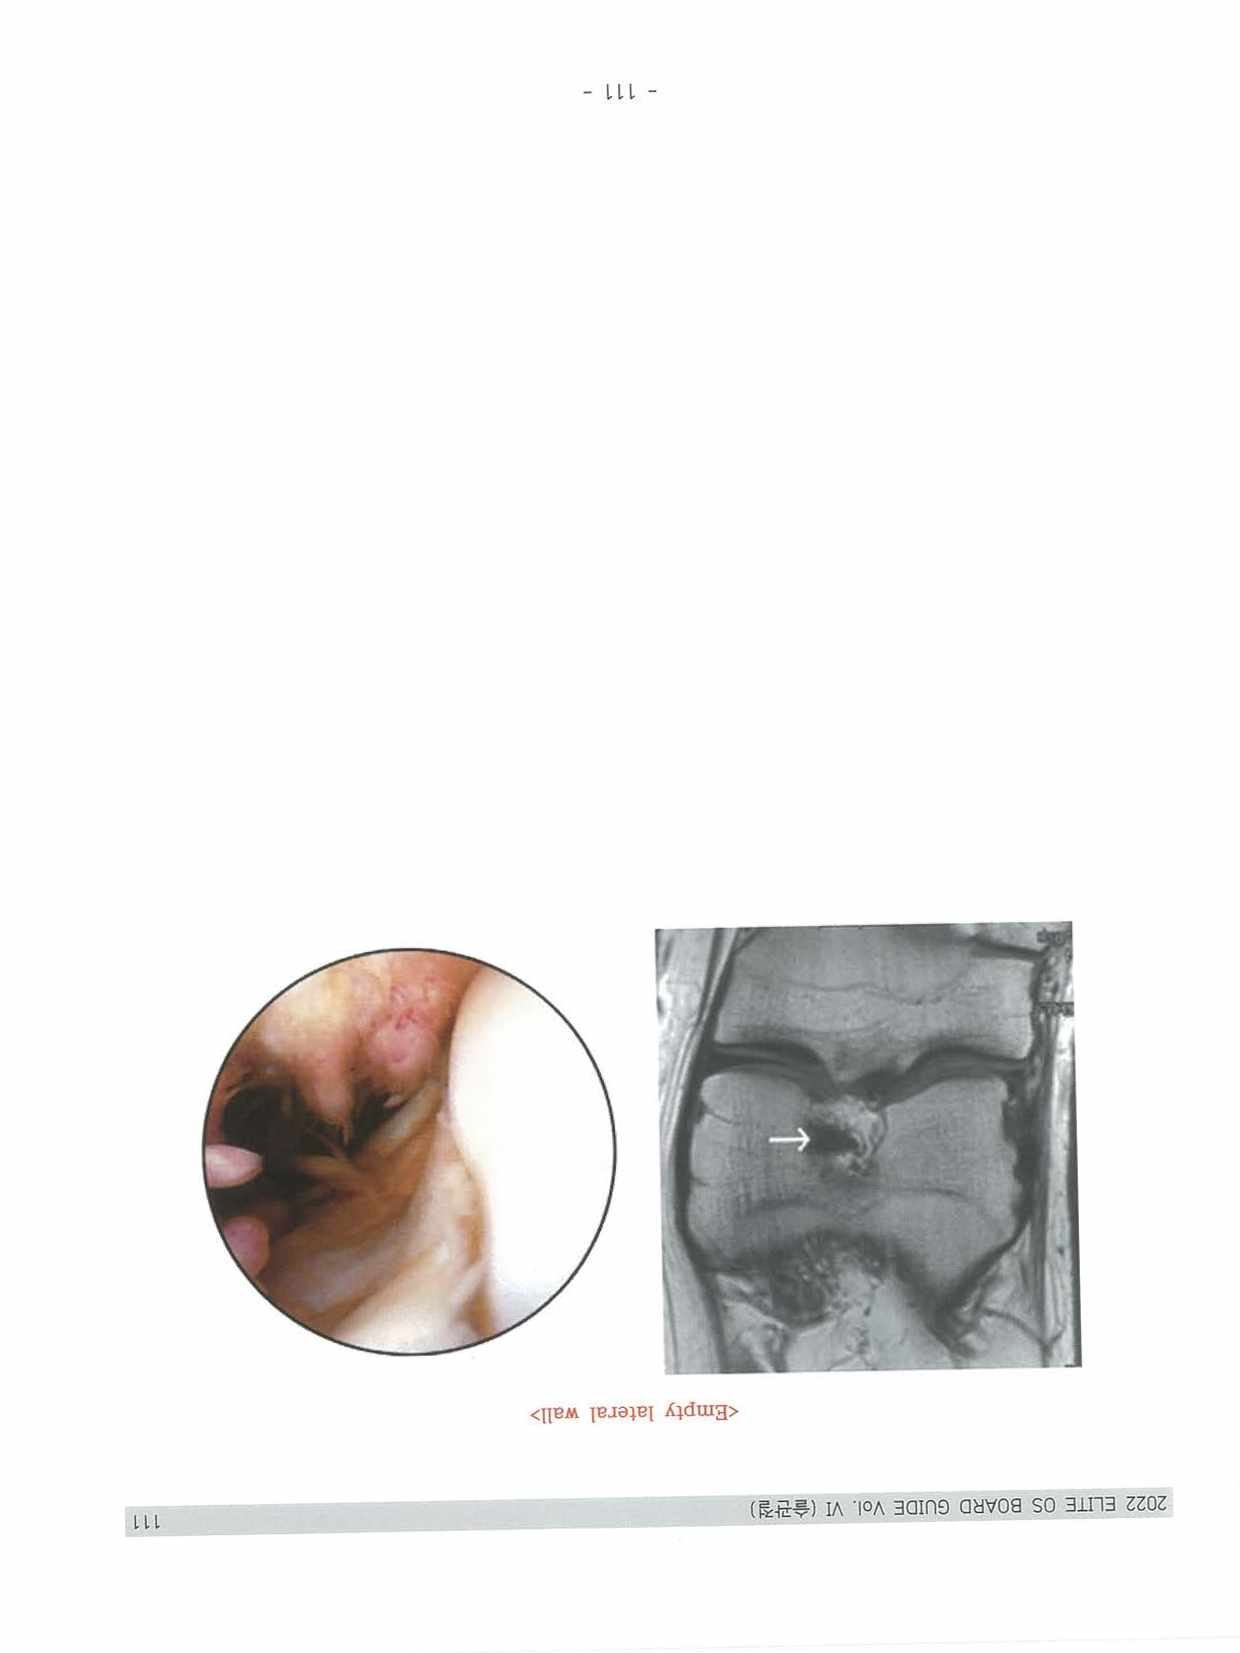 2022 ELITE OS BOARD GUIDE Vol. VI (슬관절) 111
<Empty lateral wall>
- 111 -